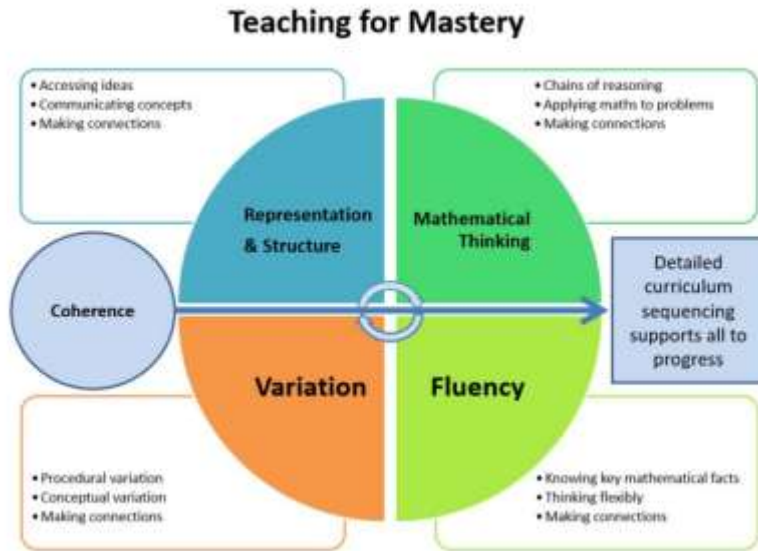 Teaching for Mastery
• Accessing ideas
• Communicating concepts
• Making connections
• Chains of reasoning
• Applying maths to problems
• Making connections
Representation
& Structure
Mathematical
Thinking
Coherence
Detailed
curriculum
sequencing
supports all to
progress
Variation
Fluency
• Procedural variation
• Conceptual variation
• Making connections
• Knowing key mathematical facts
• Thinking flexibly
• Making connections